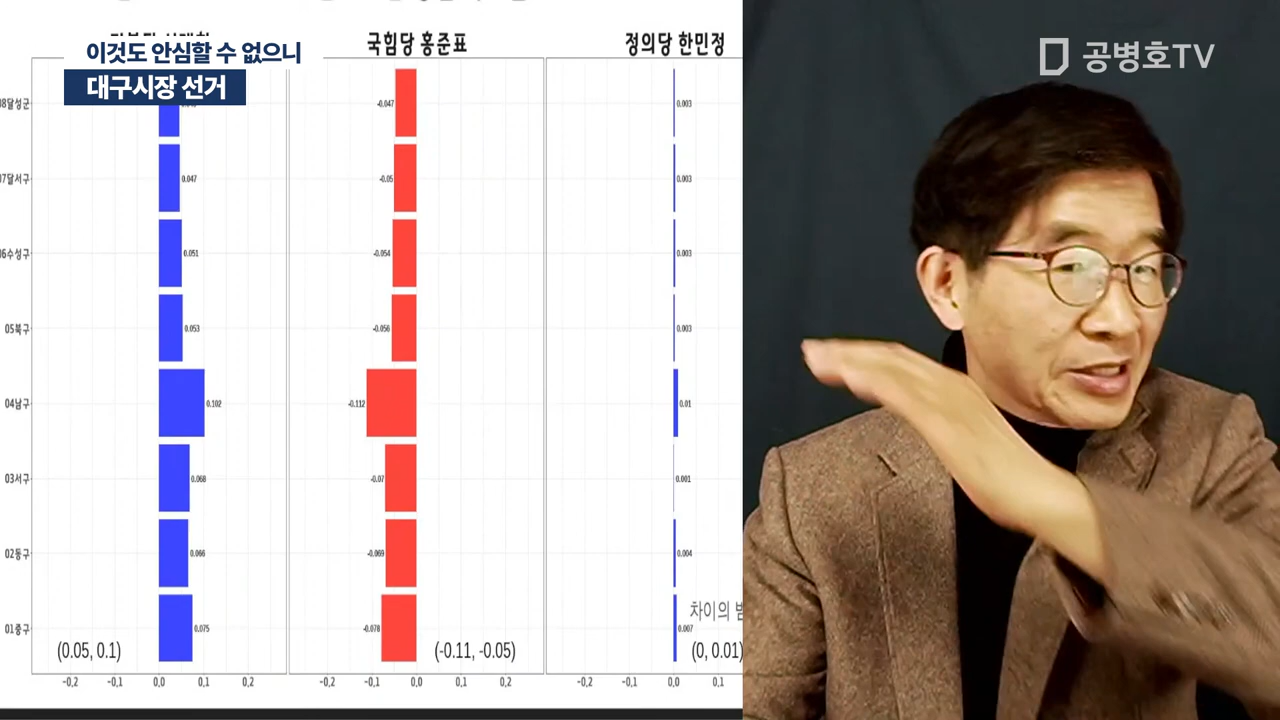 이것도 안심할 수 없으니
대구시장 선거
국힘당 홍준표
정의당 한민정
공병호TV
달성군
-0.047
0.003
달서구
0.047
-0.05
0.003
수성구
0.051
-0.054
0.003
05북구
0.053
-0.056
0.003
04남구
0.102
-0.112
0.01
03서구
0.068
-0.07
0.001
02동구
0.066
-0.069
0.004
01중구
0.075
-0.078
0.007
차이의
(0.05, 0.1)
(-0.11, -0.05)
(0, 0.01)
-0,2 -0,1 0,0 0,1 0,2
-0,2 -0,1 0,0 0,1 0,2
-0,2 -0,1 0,0 0,1